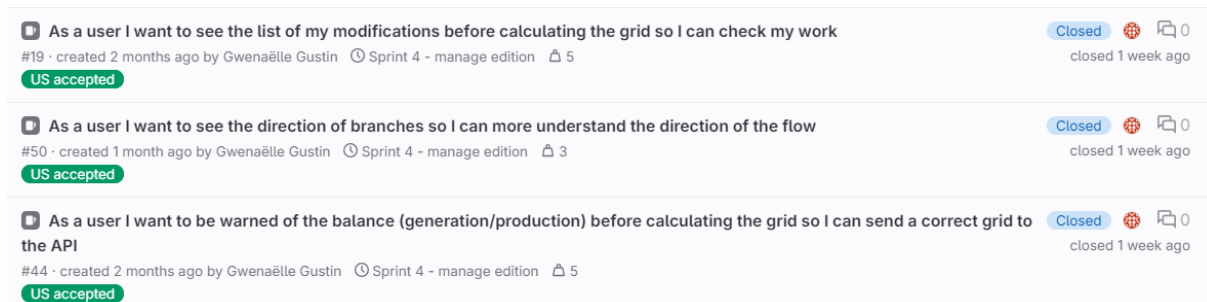 As a user I want to see the list of my modifications before calculating the grid so I can check my work Closed 0
#19 · created 2 months ago by Gwenaëlle Gustin Sprint 4 - manage edition 5 closed 1 week ago
US accepted
As a user I want to see the direction of branches so I can more understand the direction of the flow Closed 0
#50 · created 1 month ago by Gwenaëlle Gustin Sprint 4 - manage edition 3 closed 1 week ago
US accepted
As a user I want to be warned of the balance (generation/production) before calculating the grid so I can send a correct grid to Closed 0
the API closed 1 week ago
#44 · created 2 months ago by Gwenaëlle Gustin Sprint 4 - manage edition 5
US accepted